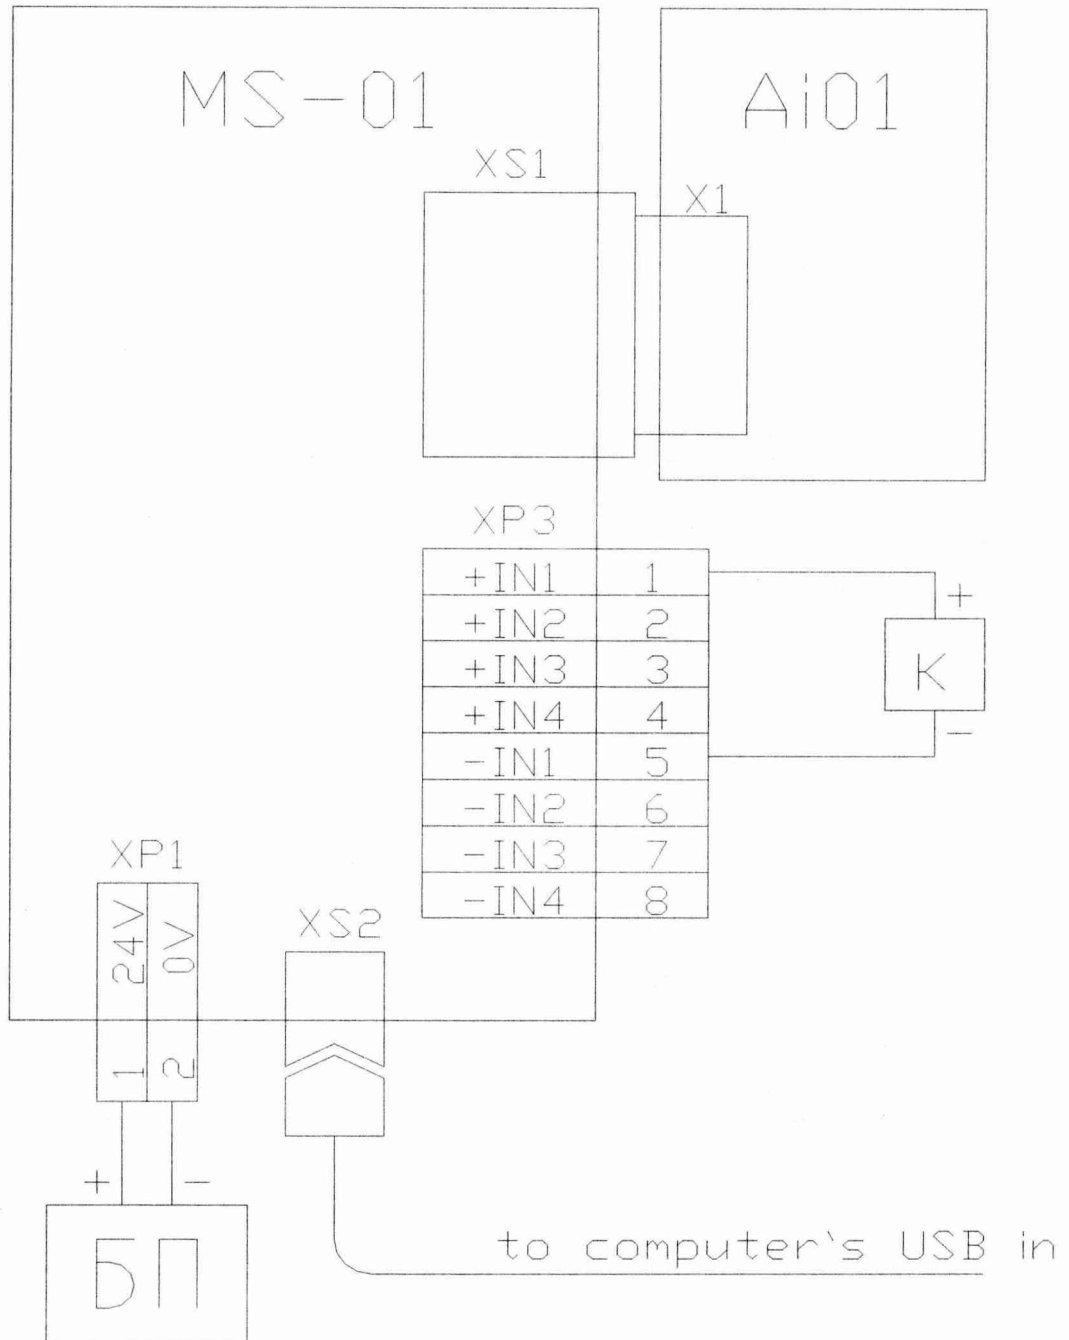 MS-01
Ai01
XS1
X1
XP3
+IN1 1
+IN2 2
+IN3 3
+IN4 4
-IN1 5
-IN2 6
-IN3 7
-IN4 8
+
K
-
XP1
24V 0V
1 2
XS2
+ -
БП
to computer's USB in